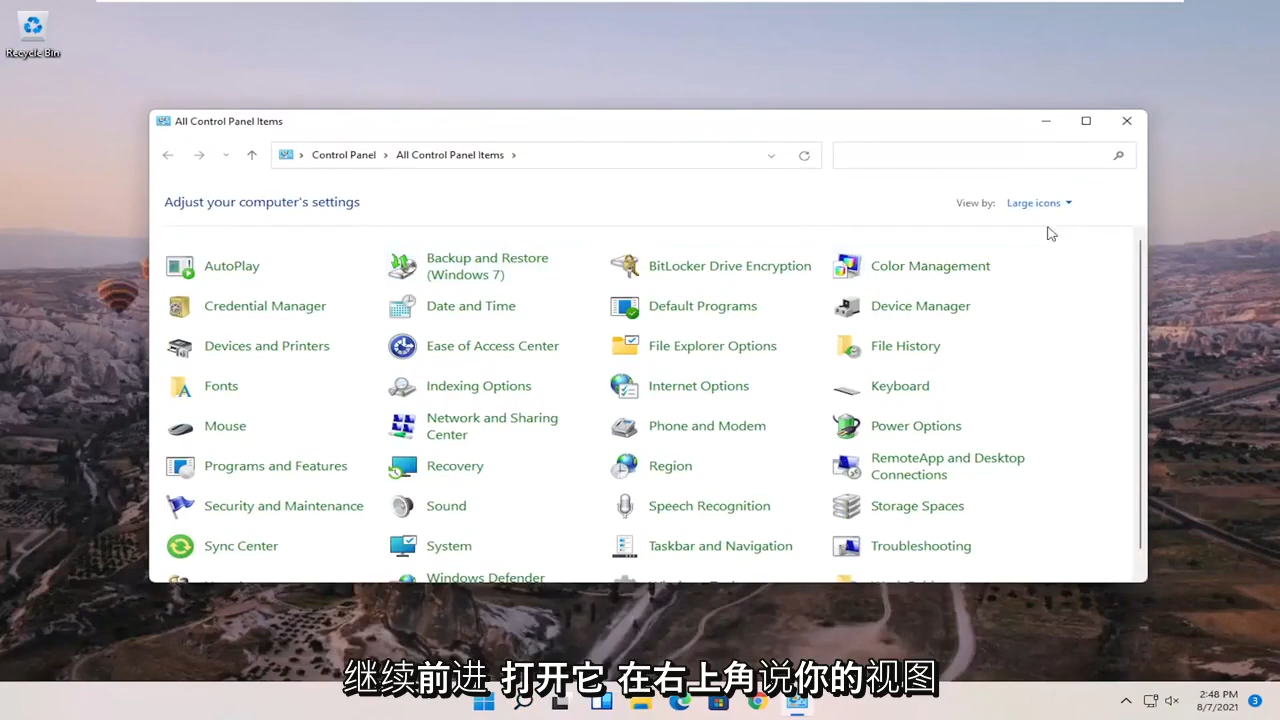 Recycle Bin
All Control Panel Items
Control Panel › All Control Panel Items ›
Adjust your computer's settings
View by: Large icons
AutoPlay
Backup and Restore
(Windows 7)
BitLocker Drive Encryption
Color Management
Credential Manager
Date and Time
Default Programs
Device Manager
Devices and Printers
Ease of Access Center
File Explorer Options
File History
Fonts
Indexing Options
Internet Options
Keyboard
Mouse
Network and Sharing
Center
Phone and Modem
Power Options
Programs and Features
Recovery
Region
RemoteApp and Desktop
Connections
Security and Maintenance
Sound
Speech Recognition
Storage Spaces
Sync Center
System
Taskbar and Navigation
Troubleshooting
Windows Defender
继续前进 打开它 在右上角说你的视图
2:48 PM
8/7/2021
3